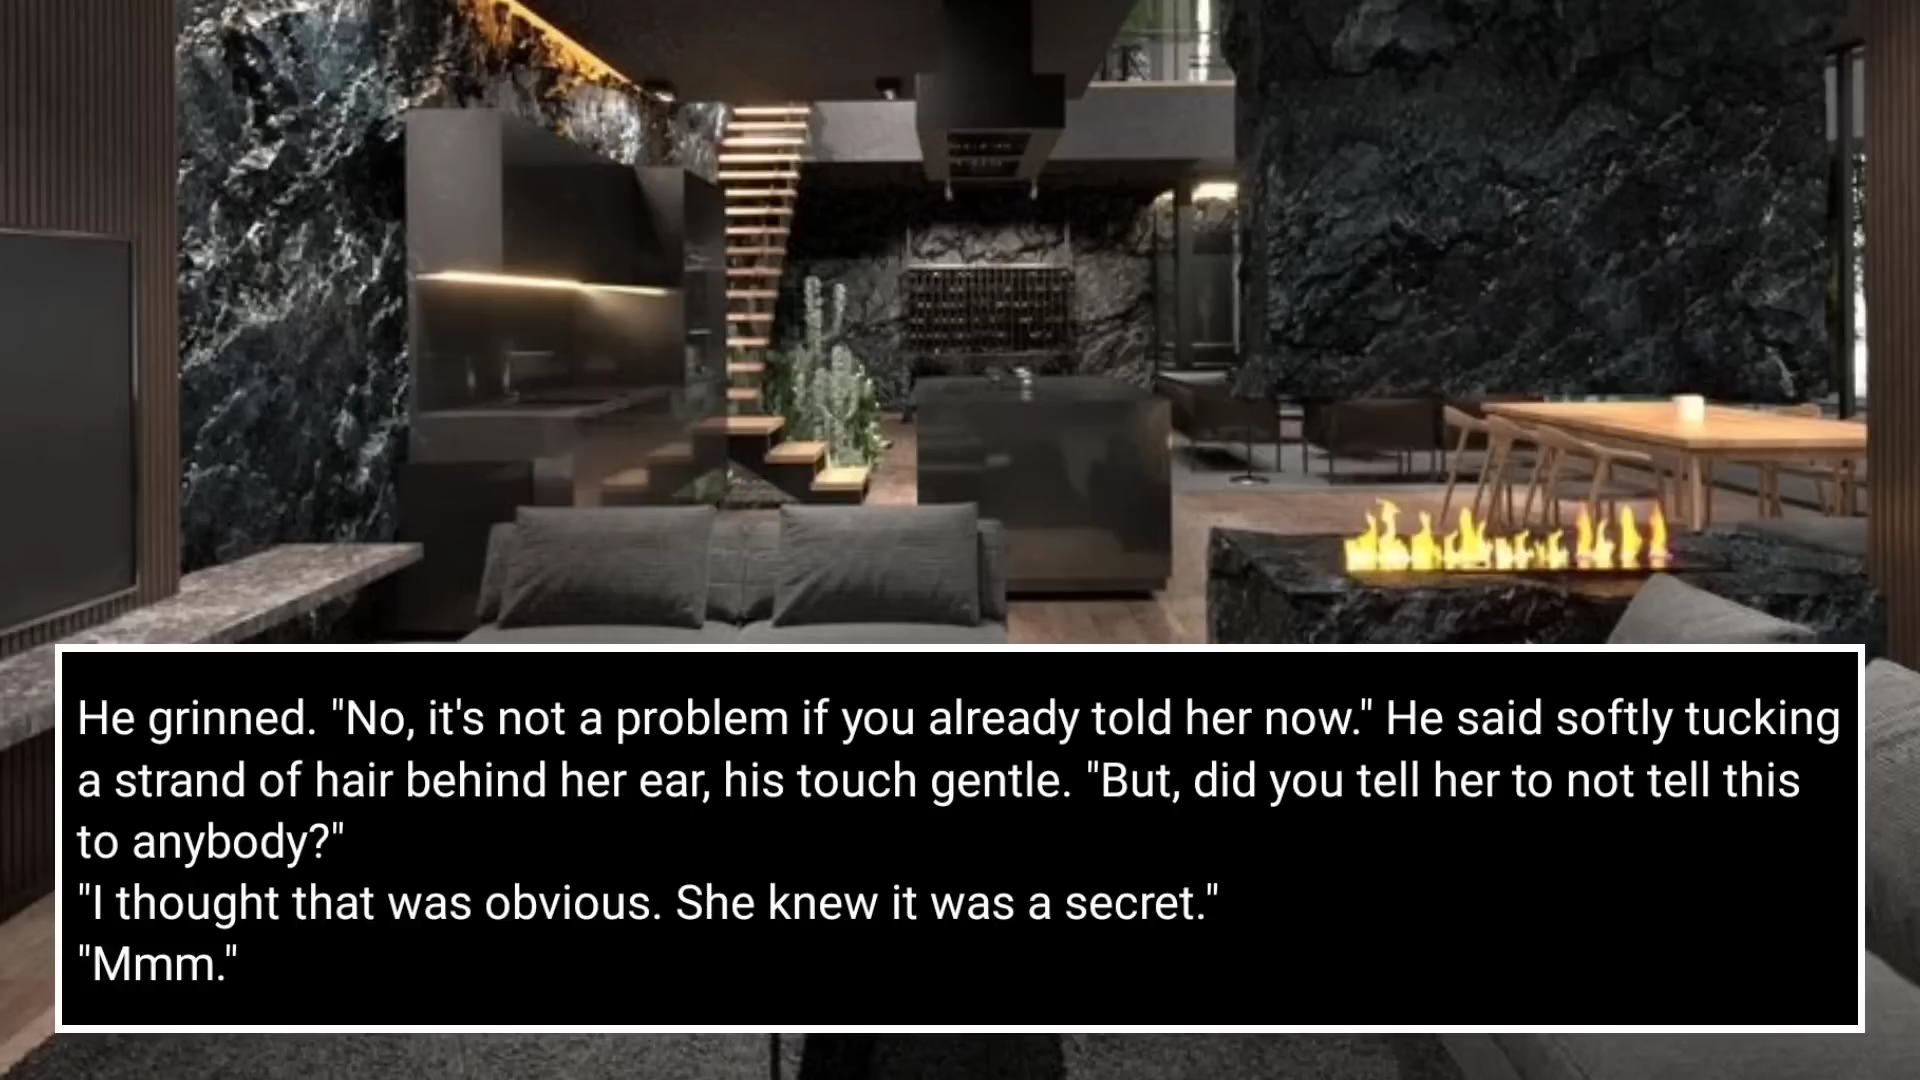 He grinned. "No, it's not a problem if you already told her now." He said softly tucking
a strand of hair behind her ear, his touch gentle. "But, did you tell her to not tell this
to anybody?"
"I thought that was obvious. She knew it was a secret."
"Mmm."